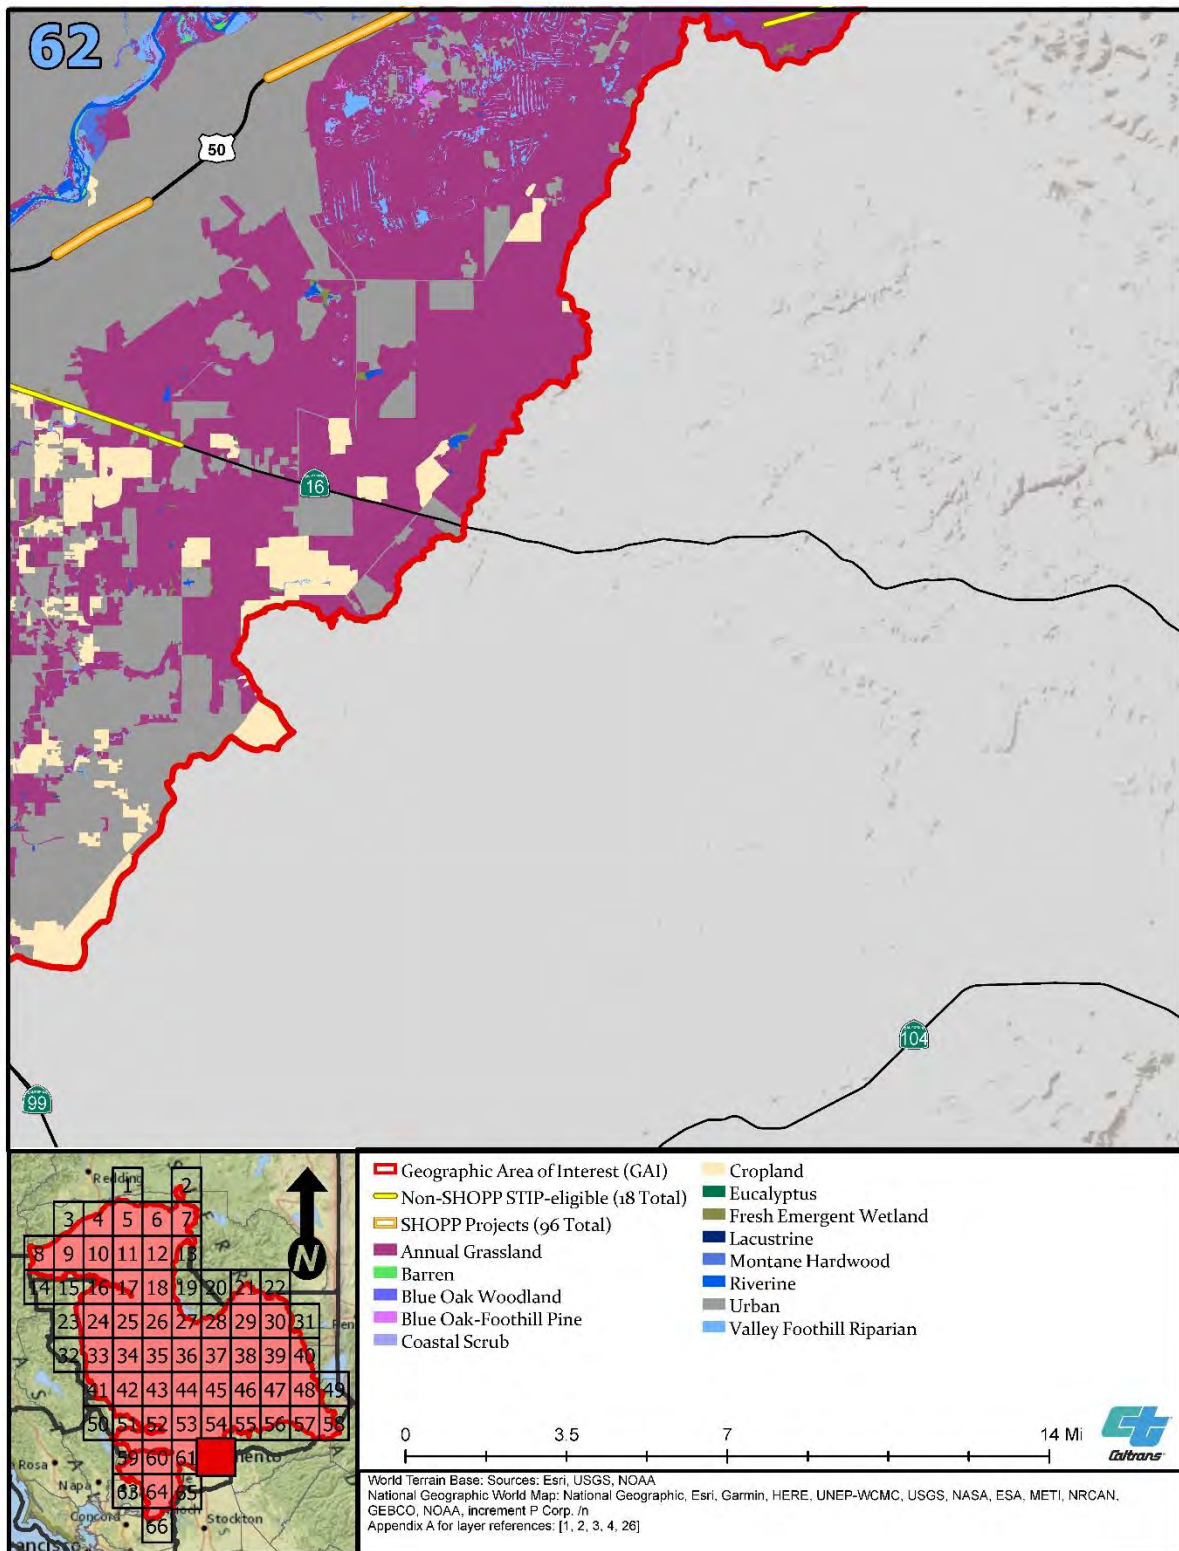 62
50
16
104
99
Redding
1 2
3 4 5 6 7
8 9 10 11 12 13
14 15 16 17 18 19 20 21 22
23 24 25 26 27 28 29 30 31
32 33 34 35 36 37 38 39 40
41 42 43 44 45 46 47 48 49
50 51 52 53 54 55 56 57 58
59 60 61
63 64 65
66
N
a Rosa
Napa
Concord
Stockton
mento
ancisco
Geographic Area of Interest (GAI)
Non-SHOPP STIP-eligible (18 Total)
SHOPP Projects (96 Total)
Annual Grassland
Barren
Blue Oak Woodland
Blue Oak-Foothill Pine
Coastal Scrub
Cropland
Eucalyptus
Fresh Emergent Wetland
Lacustrine
Montane Hardwood
Riverine
Urban
Valley Foothill Riparian
0 3.5 7 14 Mi
Caltrans
World Terrain Base: Sources: Esri, USGS, NOAA
National Geographic World Map: National Geographic, Esri, Garmin, HERE, UNEP-WCMC, USGS, NASA, ESA, METI, NRCAN,
GEBCO, NOAA, increment P Corp. /n
Appendix A for layer references: [1, 2, 3, 4, 26]